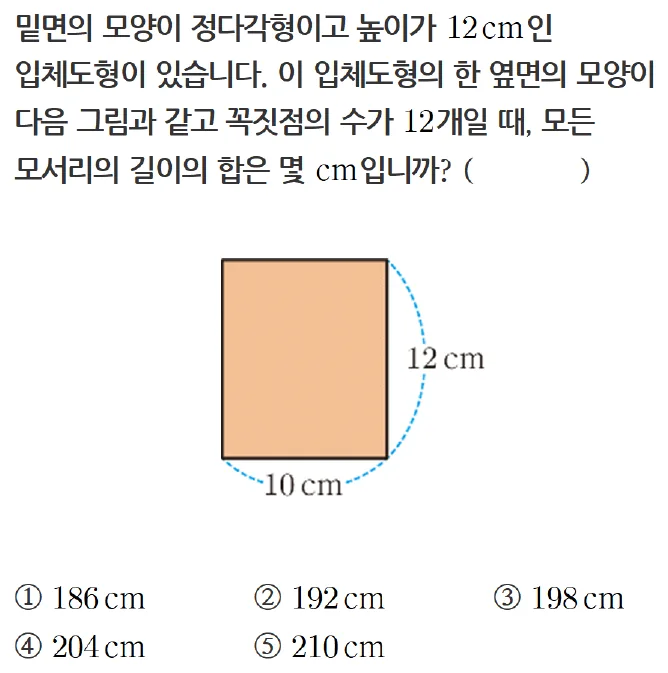 밑면의 모양이 정다각형이고 높이가 12 cm인
입체도형이 있습니다. 이 입체도형의 한 옆면의 모양이
다음 그림과 같고 꼭짓점의 수가 12개일 때, 모든
모서리의 길이의 합은 몇 cm입니까? ( )
12 cm
10 cm
① 186 cm ② 192 cm ③ 198 cm
④ 204 cm ⑤ 210 cm